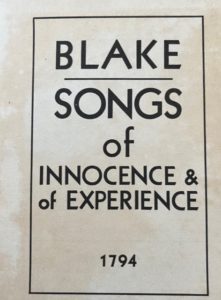 BLAKE
SONGS
of
INNOCENCE &
of EXPERIENCE
1794